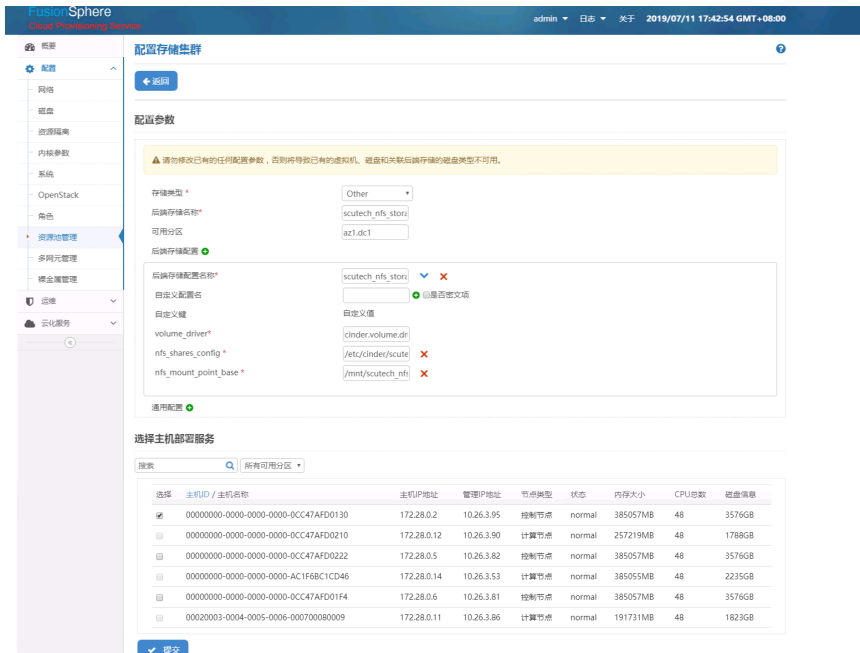 FusionSphere
Cloud Provisioning Service
admin 日志 关于 2019/07/11 17:42:54 GMT+08:00
概要
配置
网络
磁盘
资源隔离
内核参数
系统
OpenStack
角色
资源池管理
多网元管理
裸金属管理
运维
云化服务
配置存储集群
返回
配置参数
请勿修改已有的任何配置参数，否则将导致已有的虚拟机、磁盘和关联后端存储的磁盘类型不可用。
存储类型 * Other
后端存储名称* scutech_nfs_stora
可用分区 az1.dc1
后端存储配置
后端存储配置名称* scutech_nfs_stora
自定义配置名 是否密文项
自定义键 自定义值
volume_driver* cinder.volume.dri
nfs_shares_config * /etc/cinder/scute
nfs_mount_point_base * /mnt/scutech_nfs
通用配置
选择主机部署服务
搜索 所有可用分区
选择 主机ID / 主机名称 主机IP地址 管理IP地址 节点类型 状态 内存大小 CPU总数 磁盘信息
00000000-0000-0000-0000-0CC47AFD0130 172.28.0.2 10.26.3.95 控制节点 normal 385057MB 48 3576GB
00000000-0000-0000-0000-0CC47AFD0210 172.28.0.12 10.26.3.90 计算节点 normal 257219MB 48 1788GB
00000000-0000-0000-0000-0CC47AFD0222 172.28.0.5 10.26.3.82 控制节点 normal 385057MB 48 3576GB
00000000-0000-0000-0000-AC1F6BC1CD46 172.28.0.14 10.26.3.53 计算节点 normal 385055MB 48 2235GB
00000000-0000-0000-0000-0CC47AFD01F4 172.28.0.6 10.26.3.81 控制节点 normal 385057MB 48 3576GB
00020003-0004-0005-0006-000700080009 172.28.0.11 10.26.3.86 计算节点 normal 191731MB 48 1823GB
提交